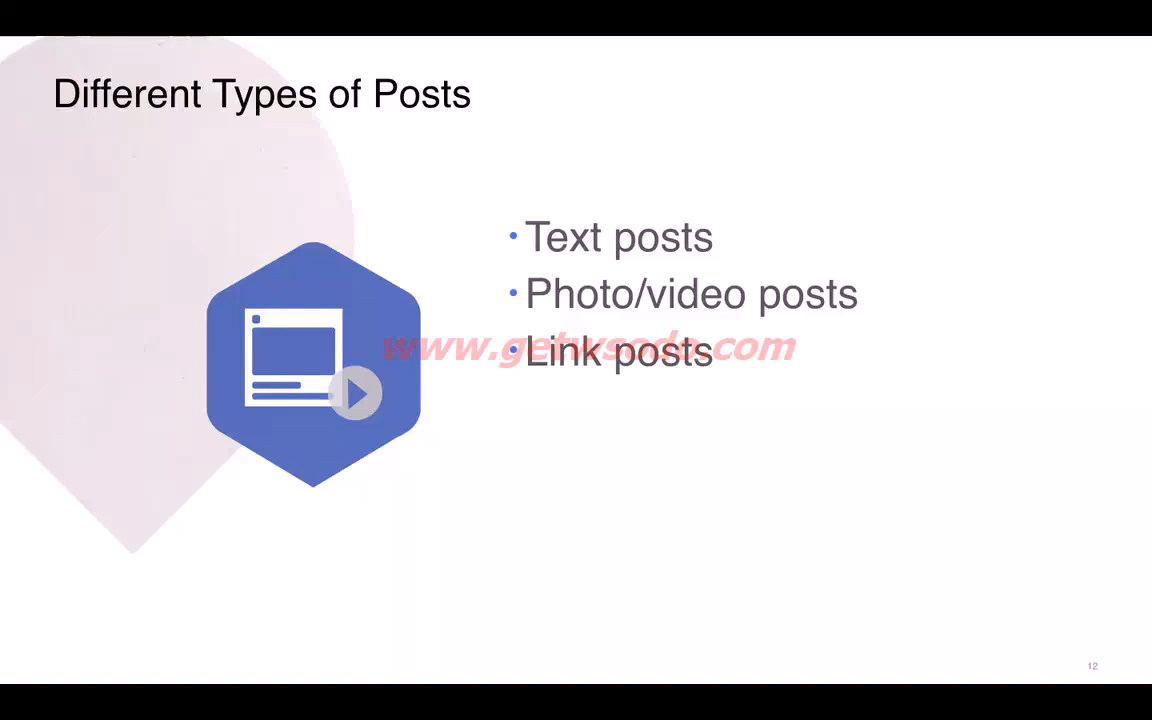 Different Types of Posts
• Text posts
• Photo/video posts
• Link posts
www.getwsodo.com
12